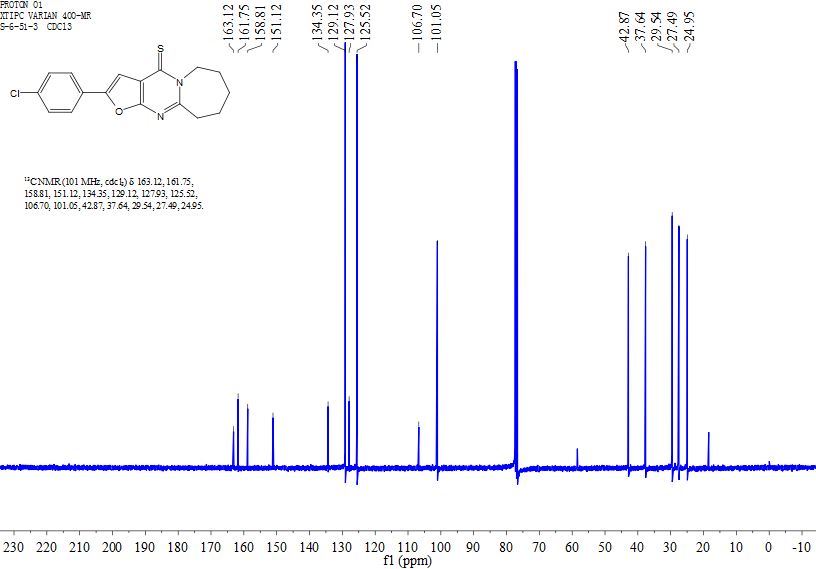 PROTON 01
XTIPC VARIAN 400-MR
S-6-51-3 CDCl3
163.12
161.75
158.81
151.12
134.35
129.12
127.93
125.52
106.70
101.05
42.87
37.64
29.54
27.49
24.95
S
N
Cl
O
N
¹³CNMR (101 MHz, cdcl₃) δ 163.12, 161.75,
158.81, 151.12, 134.35, 129.12, 127.93, 125.52,
106.70, 101.05, 42.87, 37.64, 29.54, 27.49, 24.95.
230 220 210 200 190 180 170 160 150 140 130 120 110 100 90 80 70 60 50 40 30 20 10 0 -10
f1 (ppm)